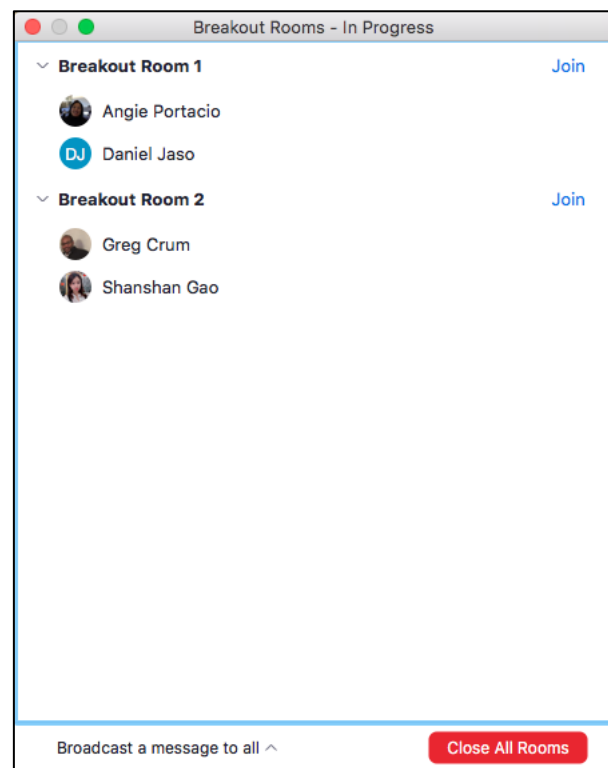 Breakout Rooms - In Progress
Breakout Room 1 Join
Angie Portacio
DJ Daniel Jaso
Breakout Room 2 Join
Greg Crum
Shanshan Gao
Broadcast a message to all Close All Rooms